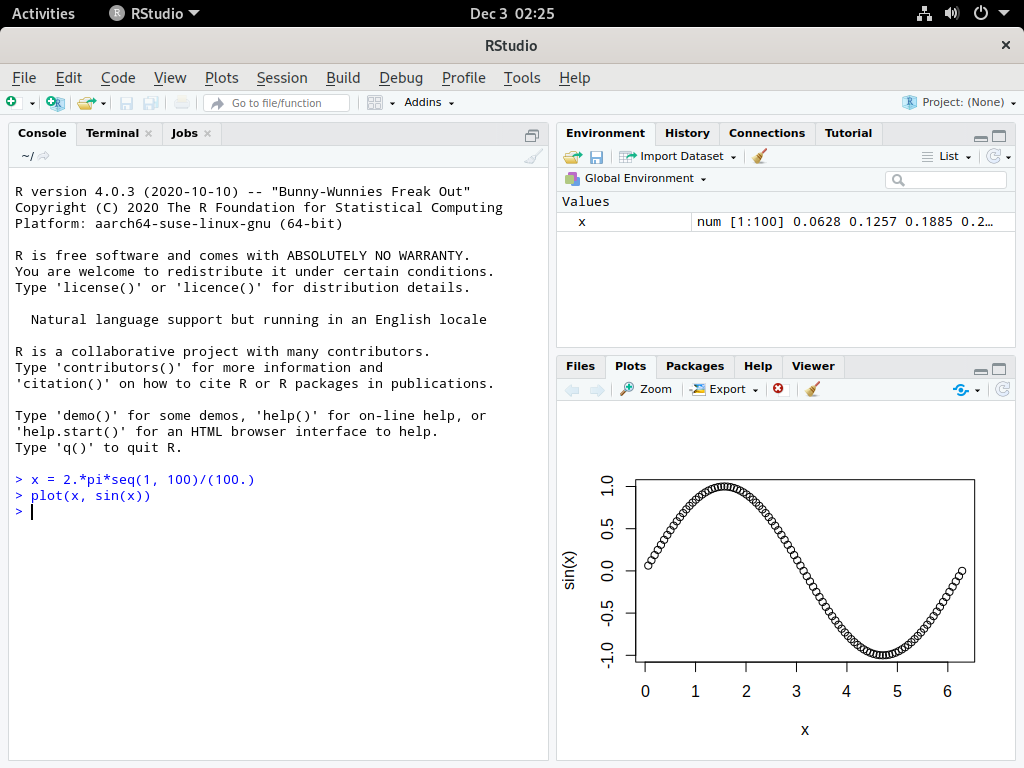 Activities RStudio Dec 3 02:25
RStudio
File Edit Code View Plots Session Build Debug Profile Tools Help
Go to file/function Addins Project: (None)
Console Terminal Jobs
~/
R version 4.0.3 (2020-10-10) -- "Bunny-Wunnies Freak Out"
Copyright (C) 2020 The R Foundation for Statistical Computing
Platform: aarch64-suse-linux-gnu (64-bit)
R is free software and comes with ABSOLUTELY NO WARRANTY.
You are welcome to redistribute it under certain conditions.
Type 'license()' or 'licence()' for distribution details.
Natural language support but running in an English locale
R is a collaborative project with many contributors.
Type 'contributors()' for more information and
'citation()' on how to cite R or R packages in publications.
Type 'demo()' for some demos, 'help()' for on-line help, or
'help.start()' for an HTML browser interface to help.
Type 'q()' to quit R.
> x = 2.*pi*seq(1, 100)/(100.)
> plot(x, sin(x))
>
Environment History Connections Tutorial
Import Dataset List
Global Environment
Values
x num [1:100] 0.0628 0.1257 0.1885 0.2…
Files Plots Packages Help Viewer
Zoom Export
1.0
0.5
0.0
-0.5
-1.0
sin(x)
0 1 2 3 4 5 6
x